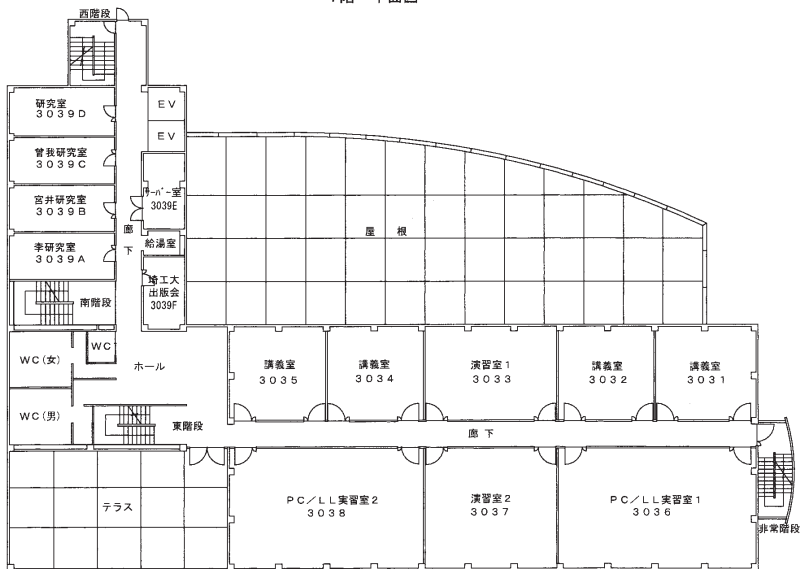 西階段
研究室
3039D
EV
曽我研究室
3039C
EV
宮井研究室
3039B
サーバー室
3039E
廊下
李研究室
3039A
給湯室
屋根
南階段
埼工大
出版会
3039F
WC(女)
WC
ホール
講義室
3035
講義室
3034
演習室1
3033
講義室
3032
講義室
3031
WC(男)
東階段
廊下
テラス
PC/LL実習室2
3038
演習室2
3037
PC/LL実習室1
3036
非常階段